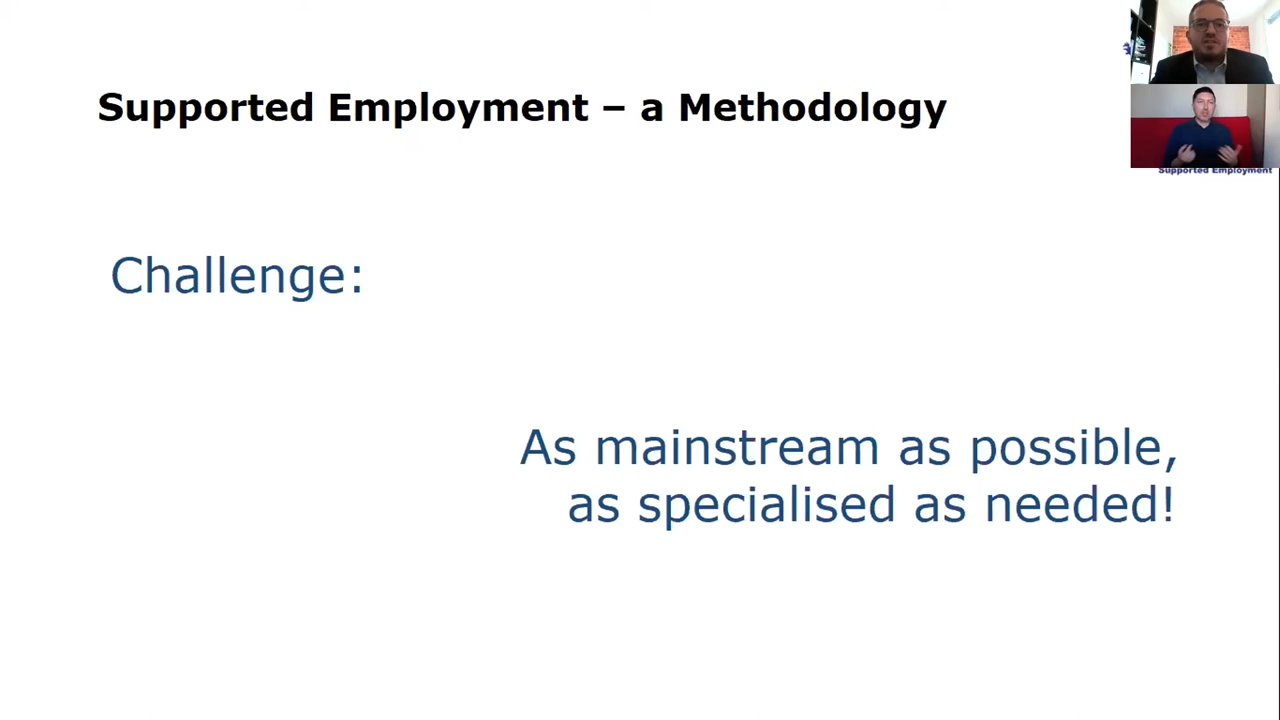 Supported Employment – a Methodology
Supported Employment
Challenge:
As mainstream as possible,
as specialised as needed!